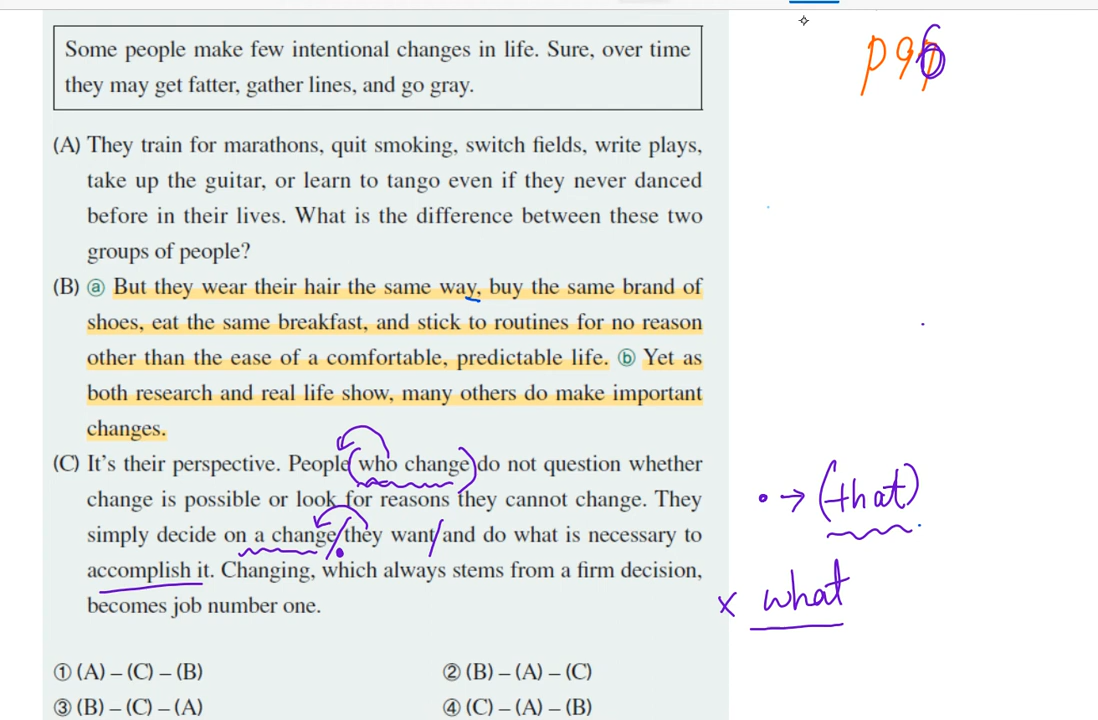 Some people make few intentional changes in life. Sure, over time
they may get fatter, gather lines, and go gray.
p96
(A) They train for marathons, quit smoking, switch fields, write plays,
take up the guitar, or learn to tango even if they never danced
before in their lives. What is the difference between these two
groups of people?
(B) ⓐ But they wear their hair the same way, buy the same brand of
shoes, eat the same breakfast, and stick to routines for no reason
other than the ease of a comfortable, predictable life. ⓑ Yet as
both research and real life show, many others do make important
changes.
(C) It's their perspective. People (who change) do not question whether
change is possible or look for reasons they cannot change. They
simply decide on a change / they want / and do what is necessary to
accomplish it. Changing, which always stems from a firm decision,
becomes job number one.
• → (that)
x what
① (A) – (C) – (B)
② (B) – (A) – (C)
③ (B) – (C) – (A)
④ (C) – (A) – (B)